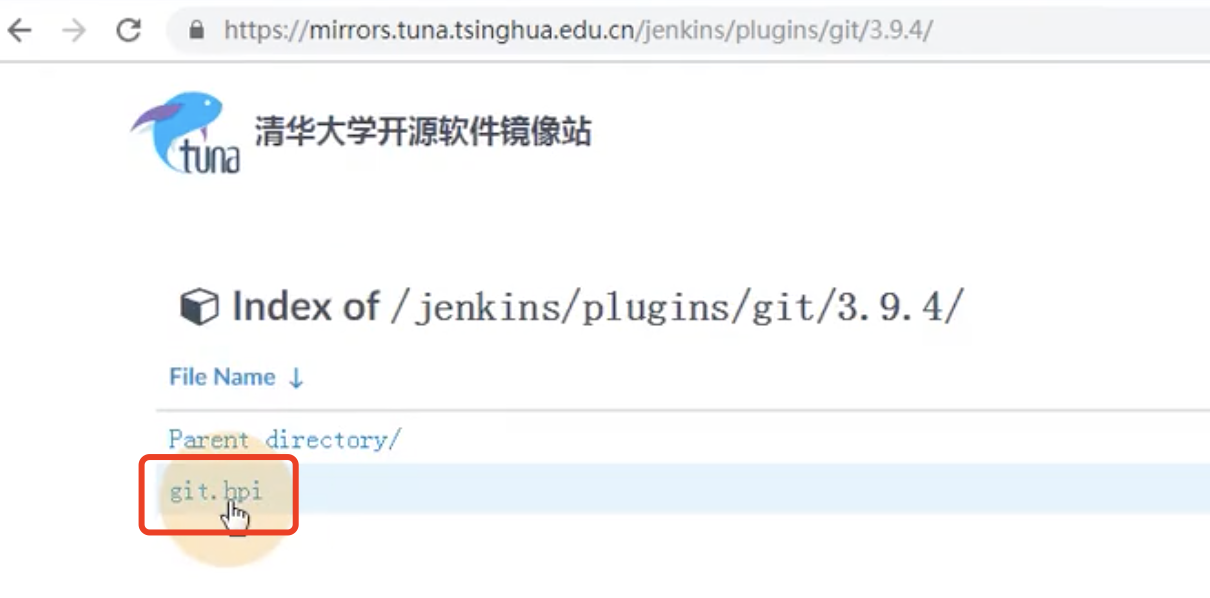 https://mirrors.tuna.tsinghua.edu.cn/jenkins/plugins/git/3.9.4/
tuna 清华大学开源软件镜像站
Index of /jenkins/plugins/git/3.9.4/
File Name ↓
Parent directory/
git.hpi